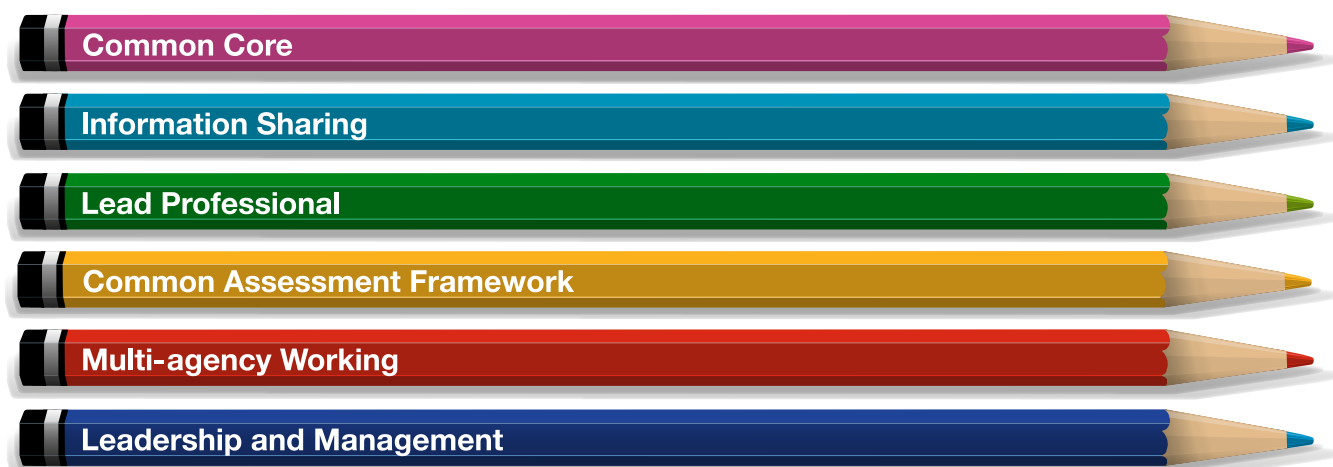 Common Core
Information Sharing
Lead Professional
Common Assessment Framework
Multi-agency Working
Leadership and Management